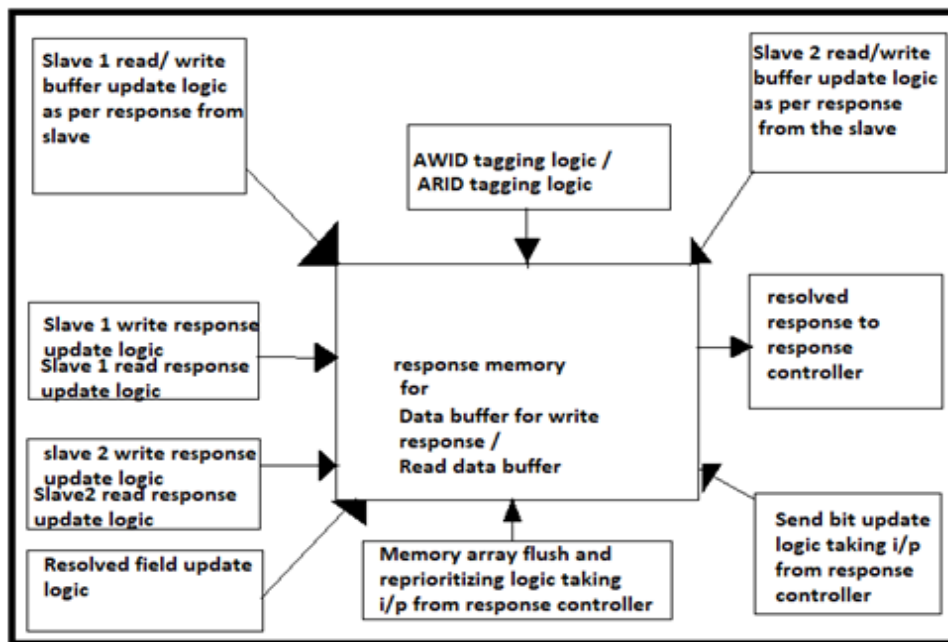 Slave 1 read/ write
buffer update logic
as per response from
slave
AWID tagging logic /
ARID tagging logic
Slave 2 read/write
buffer update logic
as per response
from the slave
Slave 1 write response
update logic
Slave 1 read response
update logic
response memory
for
Data buffer for write
response /
Read data buffer
resolved
response to
response
controller
slave 2 write response
update logic
Slave2 read response
update logic
Resolved field update
logic
Memory array flush and
reprioritizing logic taking
i/p from response controller
Send bit update
logic taking i/p
from response
controller